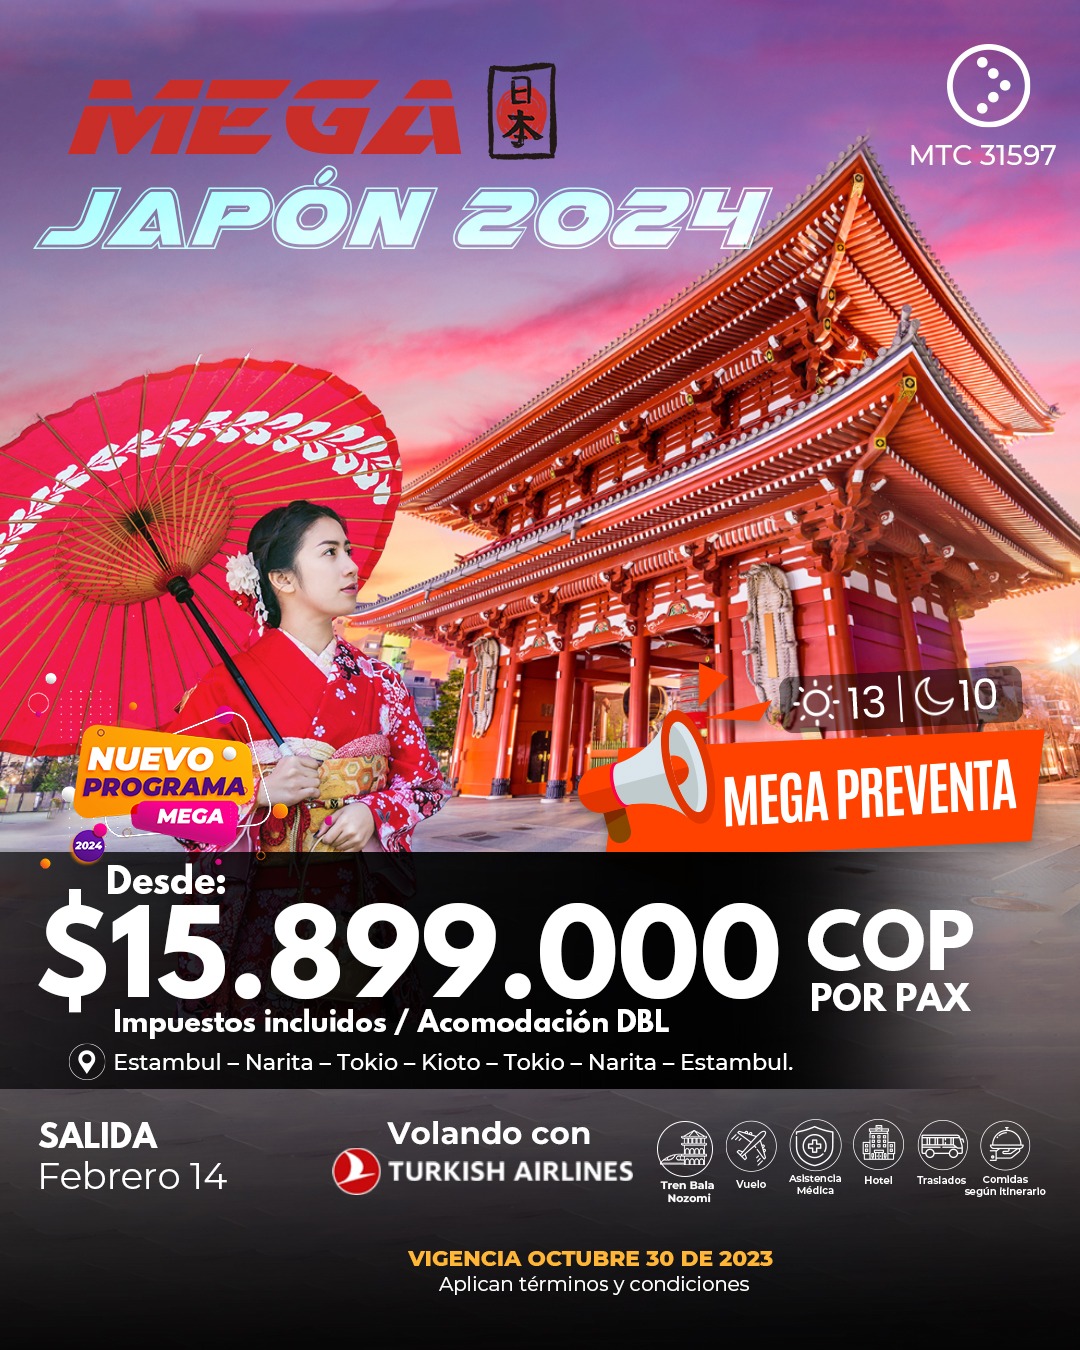 MEGA
日本
JAPÓN 2024
MTC 31597
13 | 10
NUEVO
PROGRAMA
MEGA
2024
MEGA PREVENTA
Desde:
$15.899.000 COP
POR PAX
Impuestos incluidos / Acomodación DBL
Estambul – Narita – Tokio – Kioto – Tokio – Narita – Estambul.
SALIDA
Febrero 14
Volando con
TURKISH AIRLINES
Tren Bala
Nozomi
Vuelo
Asistencia
Médica
Hotel
Traslados
Comidas
según itinerario
VIGENCIA OCTUBRE 30 DE 2023
Aplican términos y condiciones